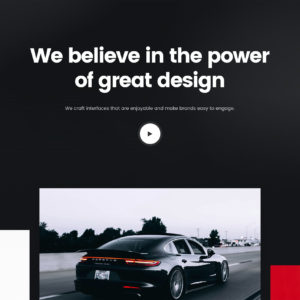 We believe in the power
of great design
We craft interfaces that are enjoyable and make brands easy to engage.